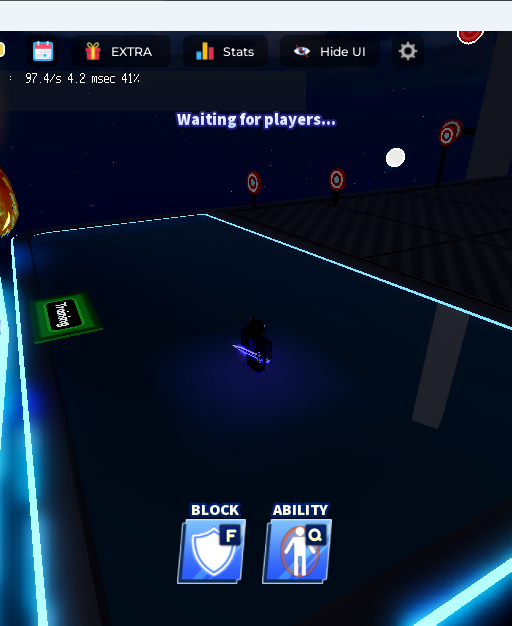 EXTRA
Stats
Hide UI
: 97.4/s 4.2 msec 41%
Waiting for players...
Training
BLOCK
ABILITY
F
Q